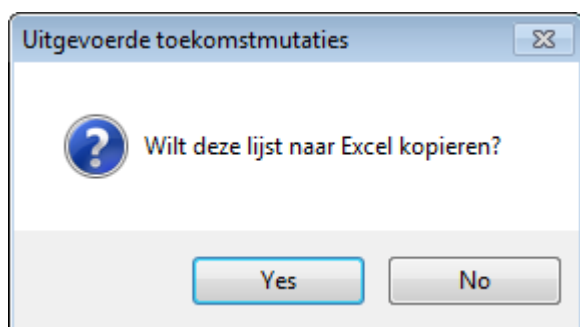 Uitgevoerde toekomstmutaties
Wilt deze lijst naar Excel kopieren?
Yes
No